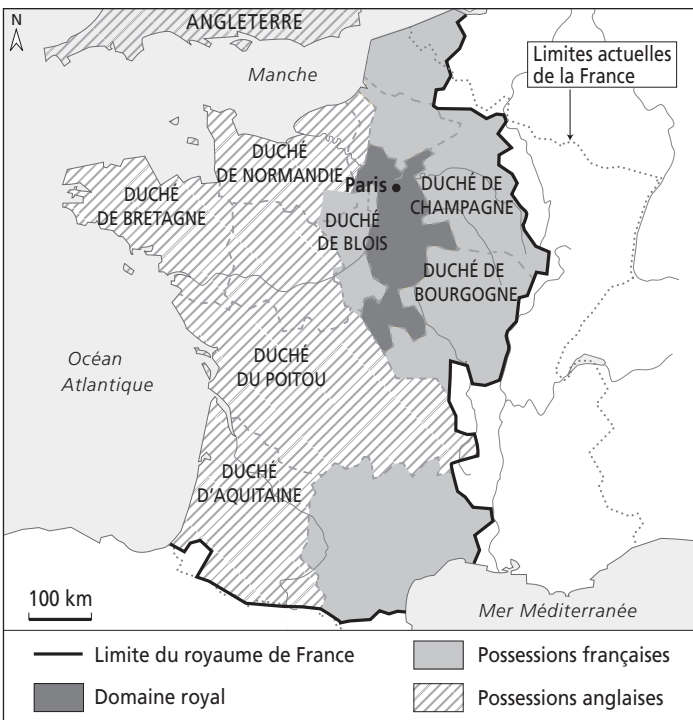 N
ANGLETERRE
Manche
Limites actuelles
de la France
DUCHÉ
DE NORMANDIE
Paris
DUCHÉ DE
CHAMPAGNE
DUCHÉ
DE BRETAGNE
DUCHÉ
DE BLOIS
DUCHÉ DE
BOURGOGNE
Océan
Atlantique
DUCHÉ
DU POITOU
DUCHÉ
D'AQUITAINE
100 km
Mer Méditerranée
Limite du royaume de France
Possessions françaises
Domaine royal
Possessions anglaises